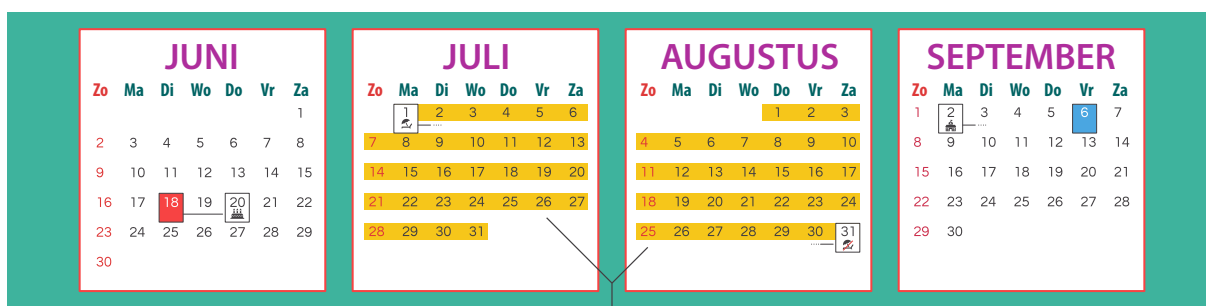 JUNI
Zo Ma Di Wo Do Vr Za
1
2 3 4 5 6 7 8
9 10 11 12 13 14 15
16 17 18 19 20 21 22
23 24 25 26 27 28 29
30
JULI
Zo Ma Di Wo Do Vr Za
1 2 3 4 5 6
7 8 9 10 11 12 13
14 15 16 17 18 19 20
21 22 23 24 25 26 27
28 29 30 31
AUGUSTUS
Zo Ma Di Wo Do Vr Za
1 2 3
4 5 6 7 8 9 10
11 12 13 14 15 16 17
18 19 20 21 22 23 24
25 26 27 28 29 30 31
SEPTEMBER
Zo Ma Di Wo Do Vr Za
1 2 3 4 5 6 7
8 9 10 11 12 13 14
15 16 17 18 19 20 21
22 23 24 25 26 27 28
29 30